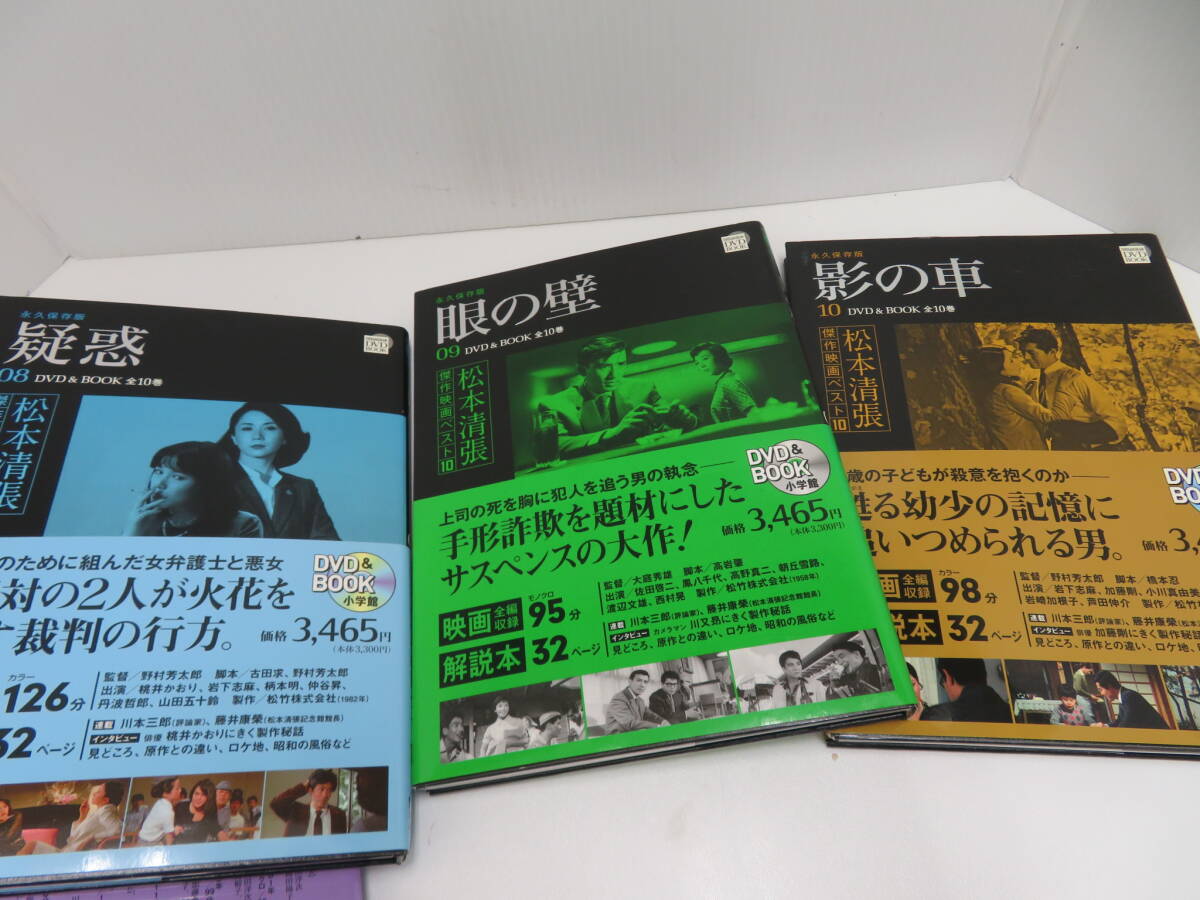 永久保存版
疑惑
08 DVD & BOOK 全10巻
松本清張
DVD BOOK
のために組んだ女弁護士と悪女
対の2人が火花を
裁判の行方。
DVD & BOOK
小学館
価格 3,465円
(本体3,300円)
カラー
126分
監督/野村芳太郎 脚本/古田求、野村芳太郎
出演/桃井かおり、岩下志麻、柄本明、仲谷昇、
丹波哲郎、山田五十鈴 製作/松竹株式会社(1982年)
32ページ
連載 川本三郎(評論家)、藤井康榮(松本清張記念館館長)
インタビュー 俳優 桃井かおりにきく製作秘話
見どころ、原作との違い、ロケ地、昭和の風俗など
永久保存版
眼の壁
09 DVD & BOOK 全10巻
松本清張
傑作映画ベスト10
DVD BOOK
上司の死を胸に犯人を追う男の執念――
手形詐欺を題材にした
サスペンスの大作!
DVD & BOOK
小学館
価格 3,465円
(本体3,300円)
映画 全編収録 モノクロ 95分
監督/大庭秀雄 脚本/高岩肇
出演/佐田啓二、鳳八千代、高野真二、朝丘雪路、
渡辺文雄、西村晃 製作/松竹株式会社(1958年)
解説本 32ページ
連載 川本三郎(評論家)、藤井康榮(松本清張記念館館長)
インタビュー カメラマン 川又昻にきく製作秘話
見どころ、原作との違い、ロケ地、昭和の風俗など
永久保存版
影の車
10 DVD & BOOK 全10巻
松本清張
傑作映画ベスト10
DVD BOOK
歳の子どもが殺意を抱くのか――
甦る幼少の記憶に
追いつめられる男。
DVD
BO
価格 3,4
全編収録 カラー 98分
監督/野村芳太郎 脚本/橋本忍
出演/岩下志麻、加藤剛、小川真由美
岩崎加根子、芦田伸介 製作/松竹
説本 32ページ
連載 川本三郎(評論家)、藤井康榮(松本
インタビュー 俳優 加藤剛にきく製作秘話
見どころ、原作との違い、ロケ地、昭